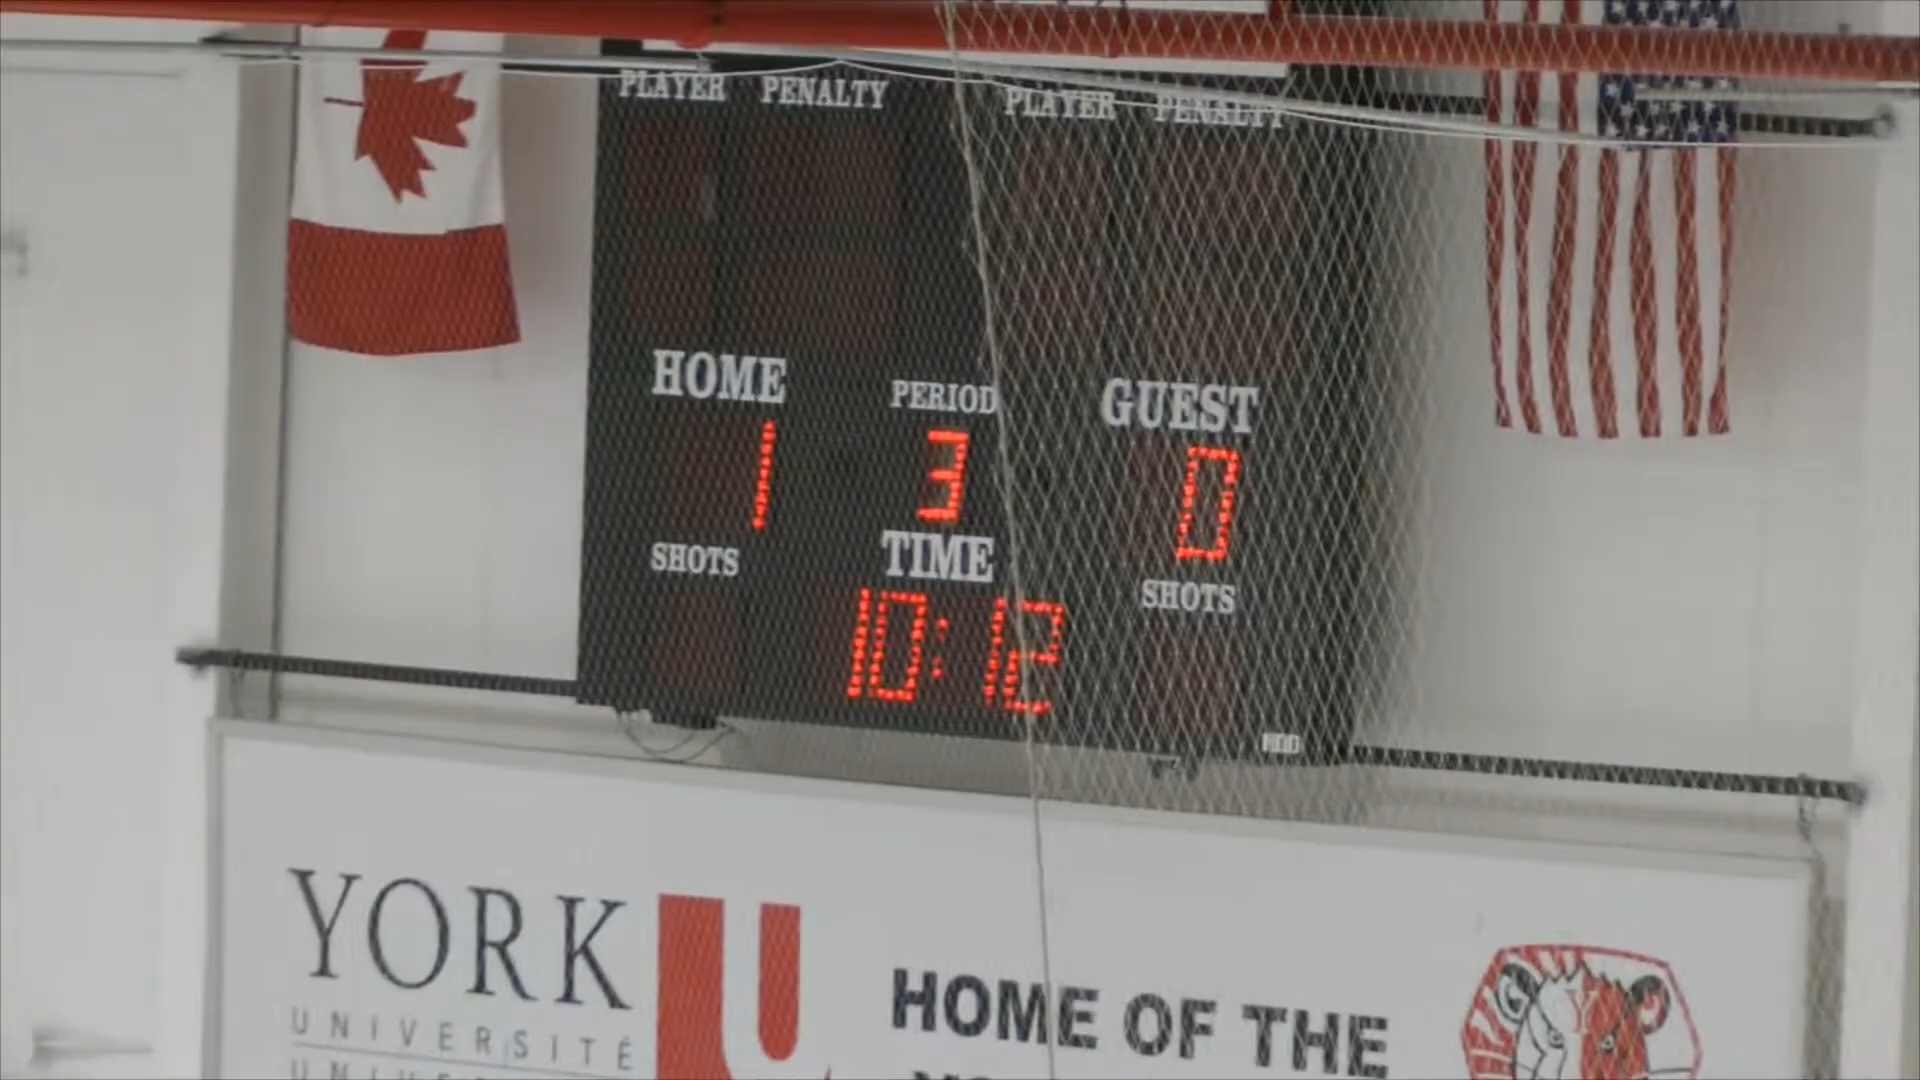 PLAYER PENALTY PLAYER PENALTY
HOME PERIOD GUEST
1 3 0
SHOTS TIME SHOTS
10:12
YORK U
UNIVERSITÉ
HOME OF THE